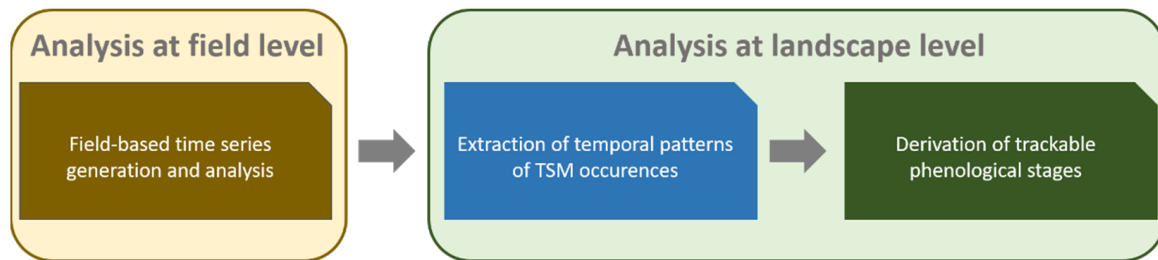 Analysis at field level
Analysis at landscape level
Field-based time series
generation and analysis
Extraction of temporal patterns
of TSM occurences
Derivation of trackable
phenological stages